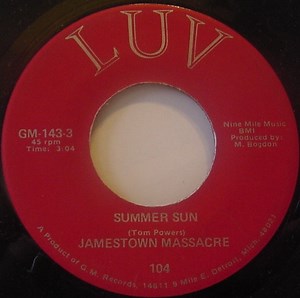 LUV
GM-143-3
45 rpm
Time: 3:04
Nine Mile Music
BMI
Produced by:
M. Bogdon
SUMMER SUN
(Tom Powers)
JAMESTOWN MASSACRE
104
A Product of G.M. Records, 14611 9 Mile E. Detroit, Mich. 48021